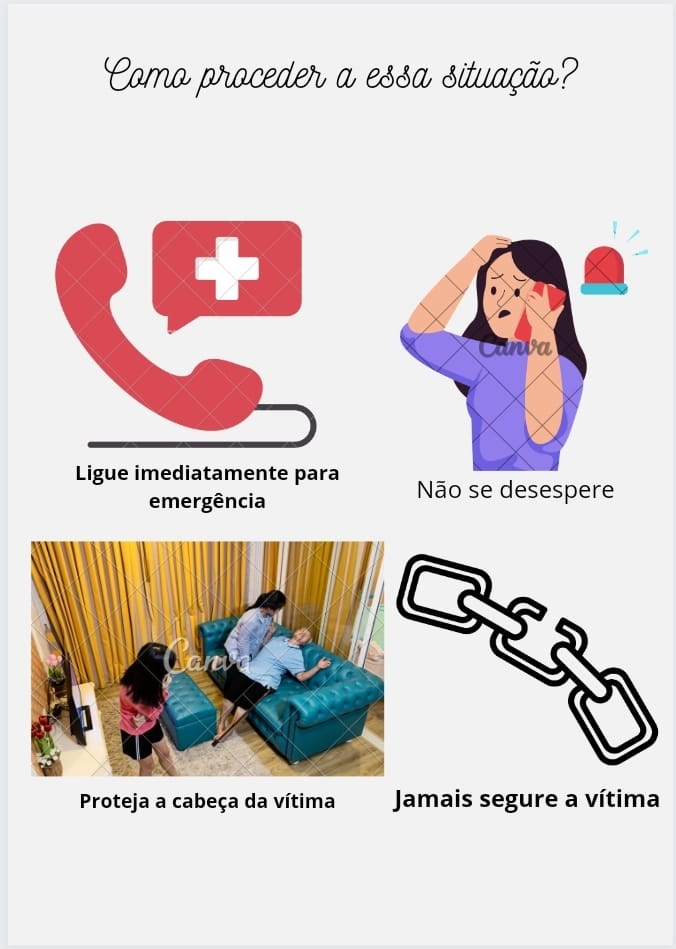 Como proceder a essa situação?
Canva
Ligue imediatamente para
emergência
Não se desespere
Canva
Proteja a cabeça da vítima
Jamais segure a vítima